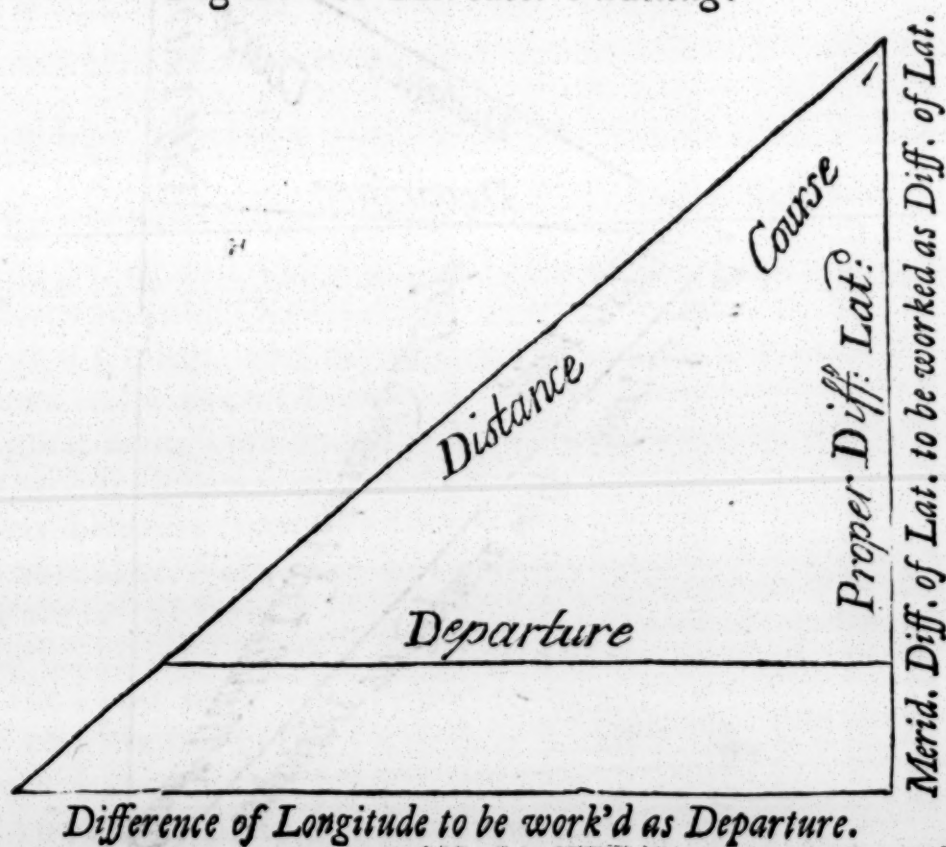 Course
Distance
Proper Diff: Lat:
Merid. Diff. of Lat. to be worked as Diff. of Lat.
Departure
Difference of Longitude to be work'd as Departure.